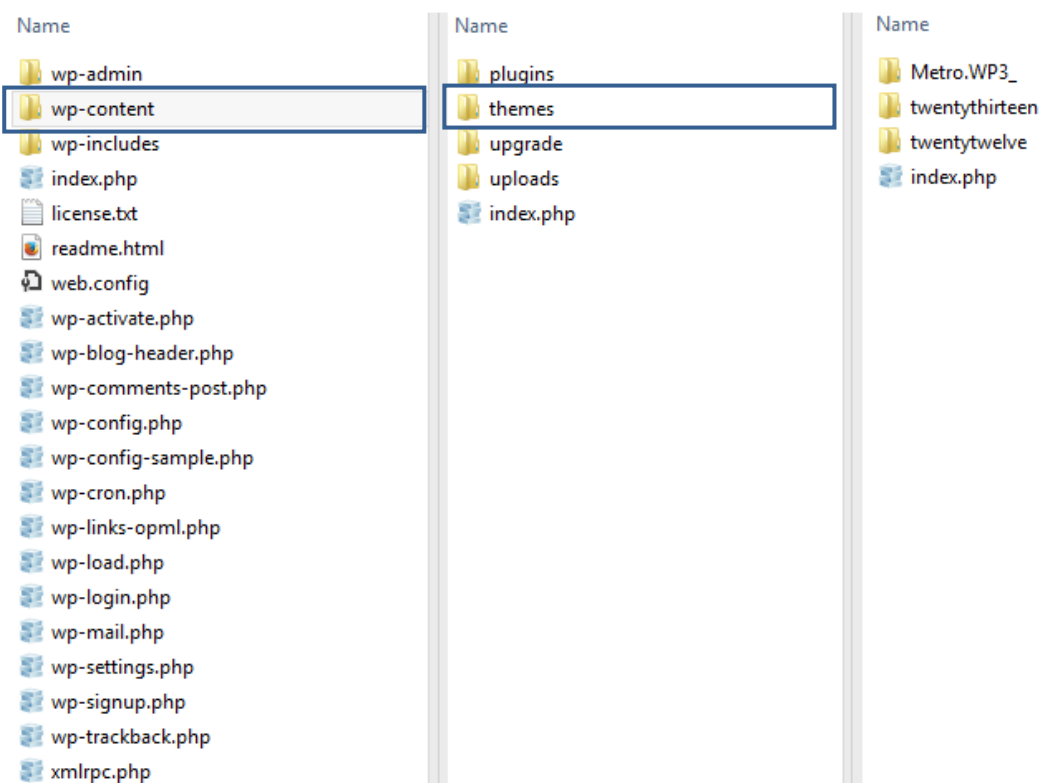 Name
wp-admin
wp-content
wp-includes
index.php
license.txt
readme.html
web.config
wp-activate.php
wp-blog-header.php
wp-comments-post.php
wp-config.php
wp-config-sample.php
wp-cron.php
wp-links-opml.php
wp-load.php
wp-login.php
wp-mail.php
wp-settings.php
wp-signup.php
wp-trackback.php
xmlrpc.php
Name
plugins
themes
upgrade
uploads
index.php
Name
Metro.WP3_
twentythirteen
twentytwelve
index.php